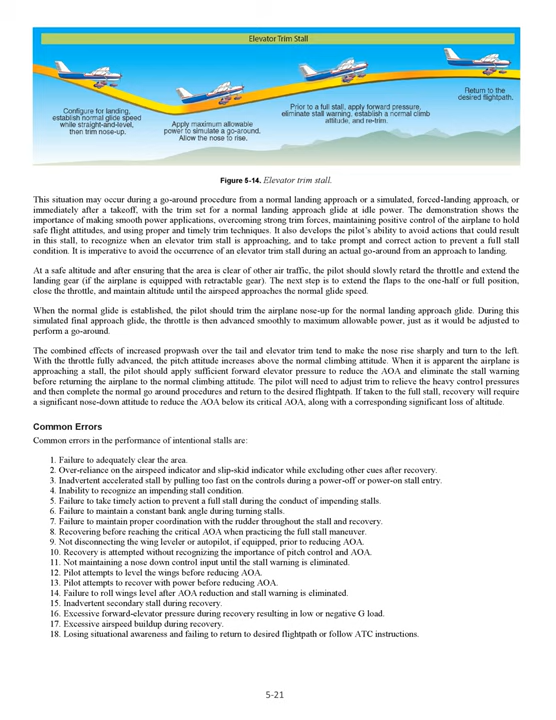 Elevator Trim Stall
Configure for landing,
establish normal glide speed
while straight-and-level,
then trim nose-up.
Apply maximum allowable
power to simulate a go-around.
Allow the nose to rise.
Prior to a full stall, apply forward pressure,
eliminate stall warning, establish a normal climb
attitude, and re-trim.
Return to the
desired flightpath.
Figure 5-14. Elevator trim stall.
This situation may occur during a go-around procedure from a normal landing approach or a simulated, forced-landing approach, or
immediately after a takeoff, with the trim set for a normal landing approach glide at idle power. The demonstration shows the
importance of making smooth power applications, overcoming strong trim forces, maintaining positive control of the airplane to hold
safe flight attitudes, and using proper and timely trim techniques. It also develops the pilot's ability to avoid actions that could result
in this stall, to recognize when an elevator trim stall is approaching, and to take prompt and correct action to prevent a full stall
condition. It is imperative to avoid the occurrence of an elevator trim stall during an actual go-around from an approach to landing.
At a safe altitude and after ensuring that the area is clear of other air traffic, the pilot should slowly retard the throttle and extend the
landing gear (if the airplane is equipped with retractable gear). The next step is to extend the flaps to the one-half or full position,
close the throttle, and maintain altitude until the airspeed approaches the normal glide speed.
When the normal glide is established, the pilot should trim the airplane nose-up for the normal landing approach glide. During this
simulated final approach glide, the throttle is then advanced smoothly to maximum allowable power, just as it would be adjusted to
perform a go-around.
The combined effects of increased propwash over the tail and elevator trim tend to make the nose rise sharply and turn to the left.
With the throttle fully advanced, the pitch attitude increases above the normal climbing attitude. When it is apparent the airplane is
approaching a stall, the pilot should apply sufficient forward elevator pressure to reduce the AOA and eliminate the stall warning
before returning the airplane to the normal climbing attitude. The pilot will need to adjust trim to relieve the heavy control pressures
and then complete the normal go around procedures and return to the desired flightpath. If taken to the full stall, recovery will require
a significant nose-down attitude to reduce the AOA below its critical AOA, along with a corresponding significant loss of altitude.
Common Errors
Common errors in the performance of intentional stalls are:
1. Failure to adequately clear the area.
2. Over-reliance on the airspeed indicator and slip-skid indicator while excluding other cues after recovery.
3. Inadvertent accelerated stall by pulling too fast on the controls during a power-off or power-on stall entry.
4. Inability to recognize an impending stall condition.
5. Failure to take timely action to prevent a full stall during the conduct of impending stalls.
6. Failure to maintain a constant bank angle during turning stalls.
7. Failure to maintain proper coordination with the rudder throughout the stall and recovery.
8. Recovering before reaching the critical AOA when practicing the full stall maneuver.
9. Not disconnecting the wing leveler or autopilot, if equipped, prior to reducing AOA.
10. Recovery is attempted without recognizing the importance of pitch control and AOA.
11. Not maintaining a nose down control input until the stall warning is eliminated.
12. Pilot attempts to level the wings before reducing AOA.
13. Pilot attempts to recover with power before reducing AOA.
14. Failure to roll wings level after AOA reduction and stall warning is eliminated.
15. Inadvertent secondary stall during recovery.
16. Excessive forward-elevator pressure during recovery resulting in low or negative G load.
17. Excessive airspeed buildup during recovery.
18. Losing situational awareness and failing to return to desired flightpath or follow ATC instructions.
5-21